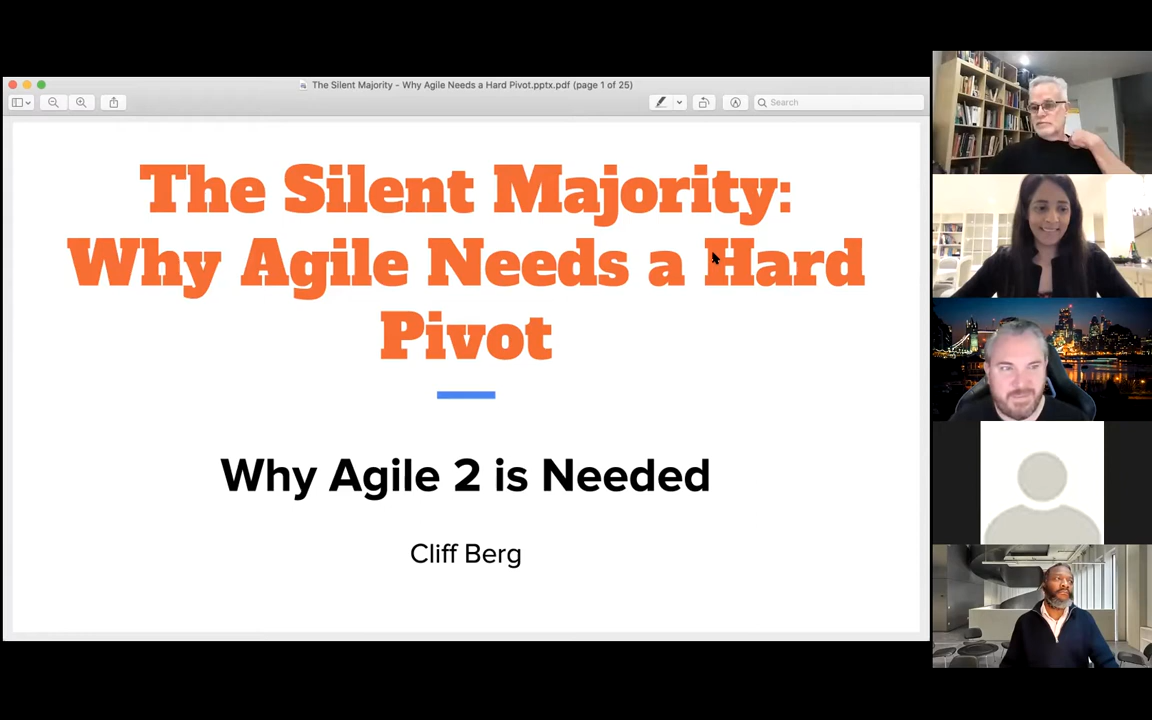 The Silent Majority - Why Agile Needs a Hard Pivot.pptx.pdf (page 1 of 25)
Search
The Silent Majority:
Why Agile Needs a Hard
Pivot
Why Agile 2 is Needed
Cliff Berg